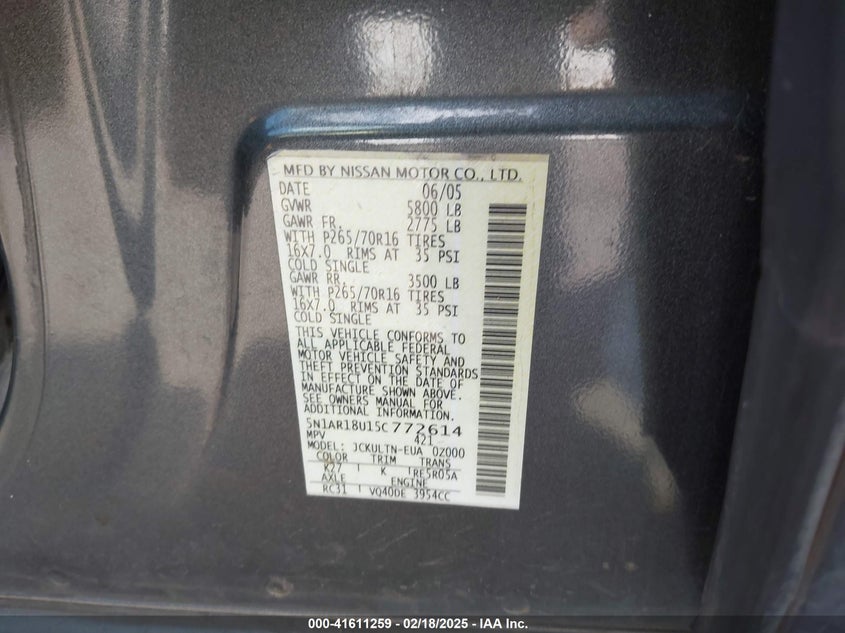 MFD BY NISSAN MOTOR CO., LTD.
DATE 06/05
GVWR 5800 LB
GAWR FR. 2775 LB
WITH P265/70R16 TIRES
16X7.0 RIMS AT 35 PSI
COLD SINGLE
GAWR RR. 3500 LB
WITH P265/70R16 TIRES
16X7.0 RIMS AT 35 PSI
COLD SINGLE
THIS VEHICLE CONFORMS TO
ALL APPLICABLE FEDERAL
MOTOR VEHICLE SAFETY AND
THEFT PREVENTION STANDARDS
IN EFFECT ON THE DATE OF
MANUFACTURE SHOWN ABOVE.
SEE OWNERS MANUAL FOR
ADDITIONAL INFORMATION.
5N1AR18U15C772614
MPV 421
MODEL: JCKULTN-EUA 0Z000
COLOR TRIM TRANS
K27 K RE5R05A
AXLE ENGINE
RC31 VQ40DE 3954CC
000-41611259 - 02/18/2025 - IAA Inc.